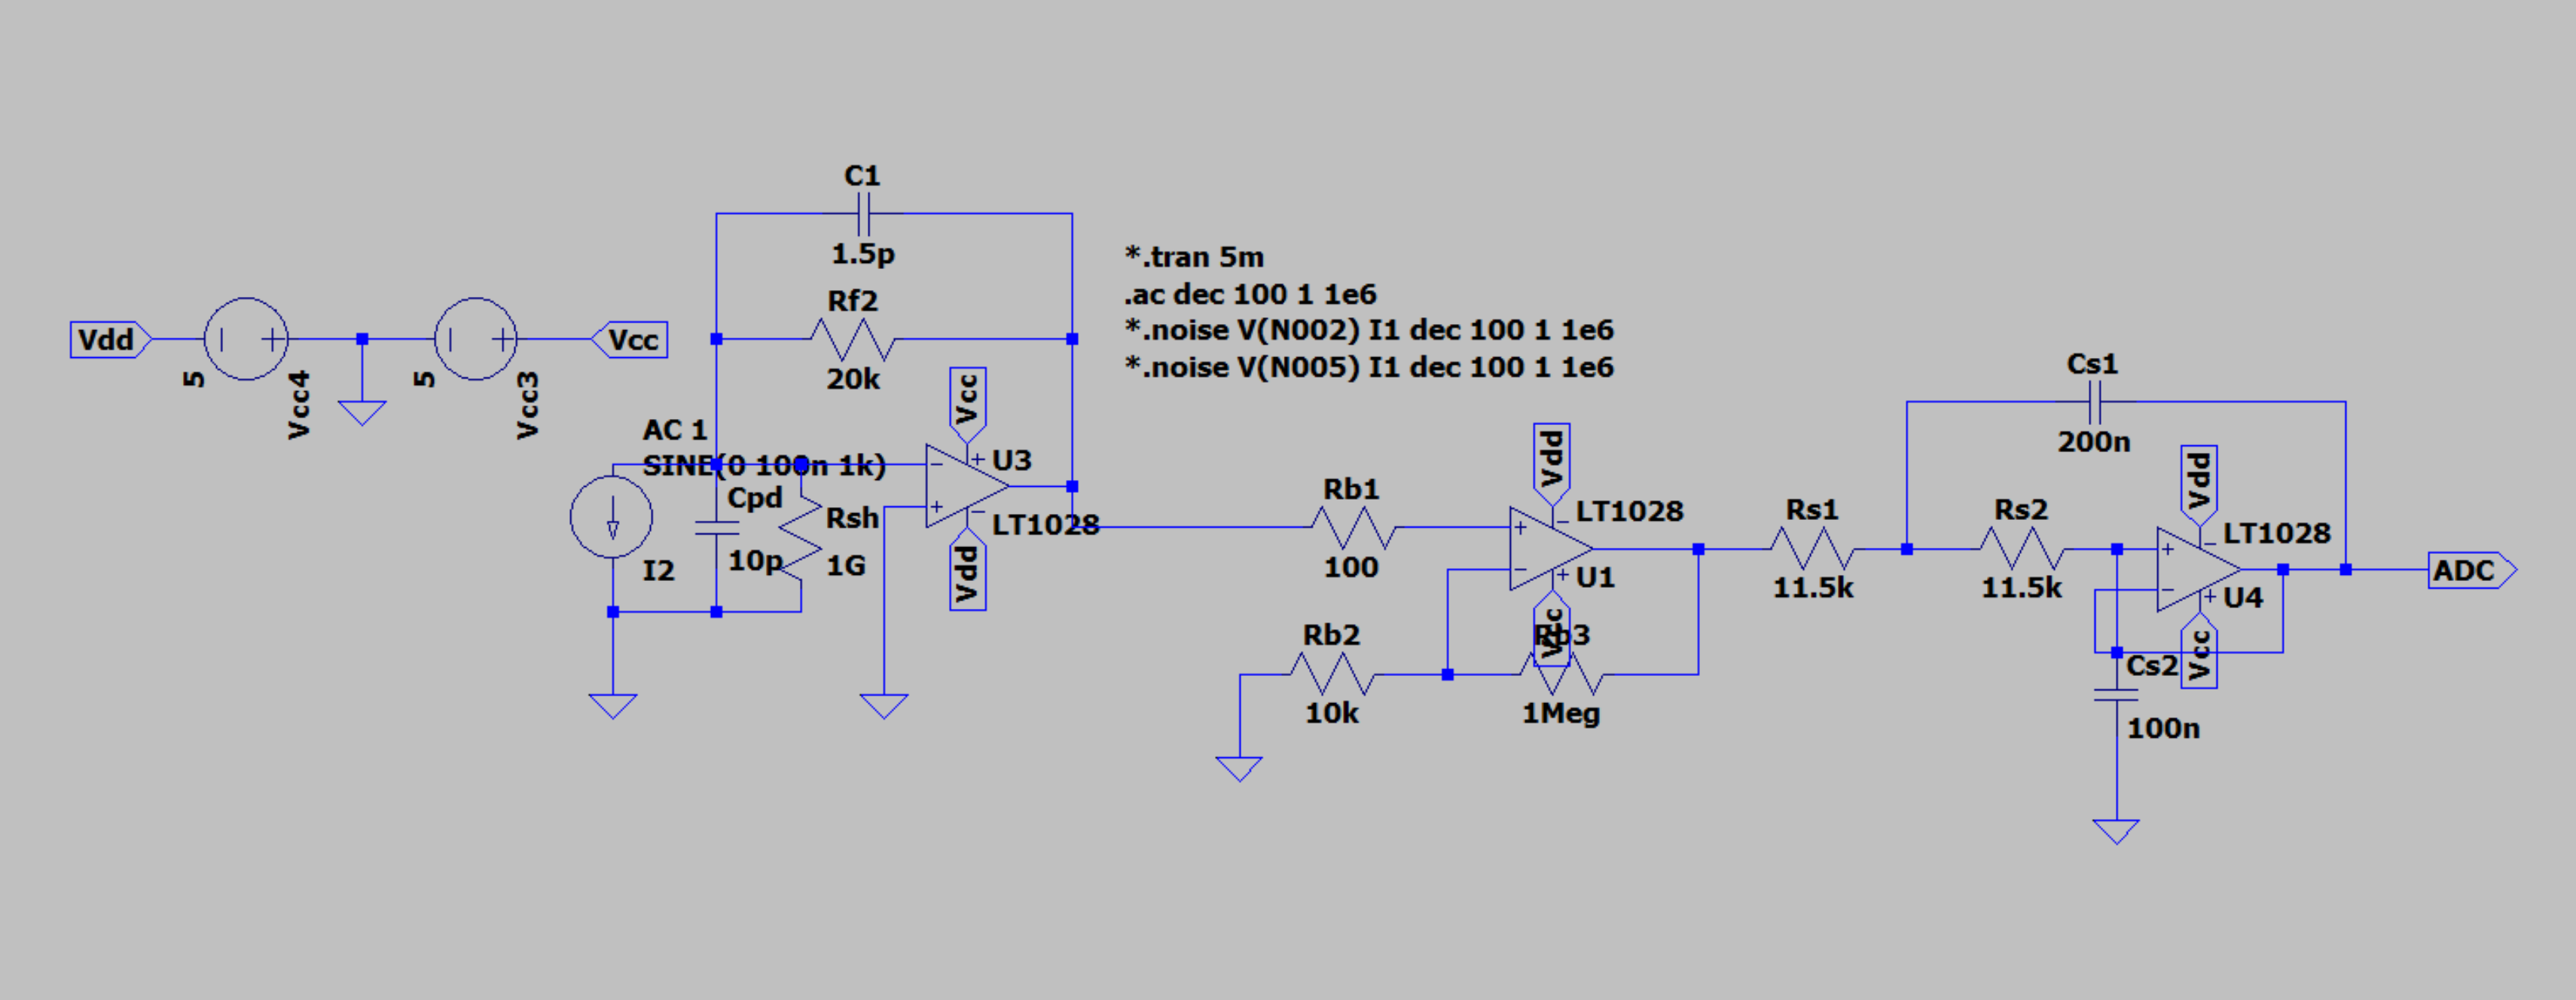 C1
1.5p
Rf2
20k
*.tran 5m
.ac dec 100 1 1e6
*.noise V(N002) I1 dec 100 1 1e6
*.noise V(N005) I1 dec 100 1 1e6
Vdd
5
Vcc4
5
Vcc3
Vcc
AC 1
SINE(0 100n 1k)
I2
Cpd
10p
Rsh
1G
Vcc
U3
LT1028
Vdd
Rb1
100
Vdd
LT1028
U1
Vcc
Rb2
10k
Rb3
1Meg
Rs1
11.5k
Rs2
11.5k
Cs1
200n
Vdd
LT1028
U4
Vcc
Cs2
100n
ADC